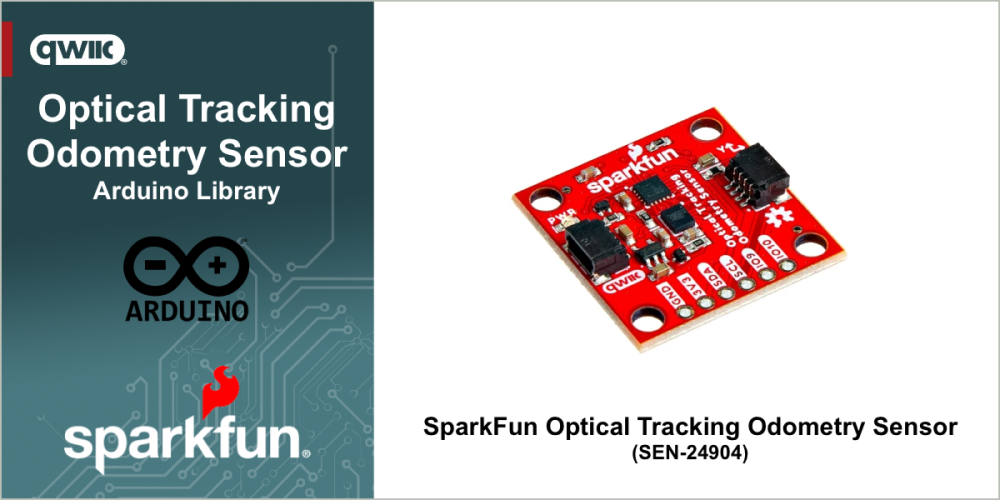 qwiic
Optical Tracking
Odometry Sensor
Arduino Library
ARDUINO
sparkfun
sparkfun
Optical Tracking
Odometry Sensor
PWR
Y
qwiic
GND
3V3
SDA
SCL
IO9
IO10
SparkFun Optical Tracking Odometry Sensor
(SEN-24904)